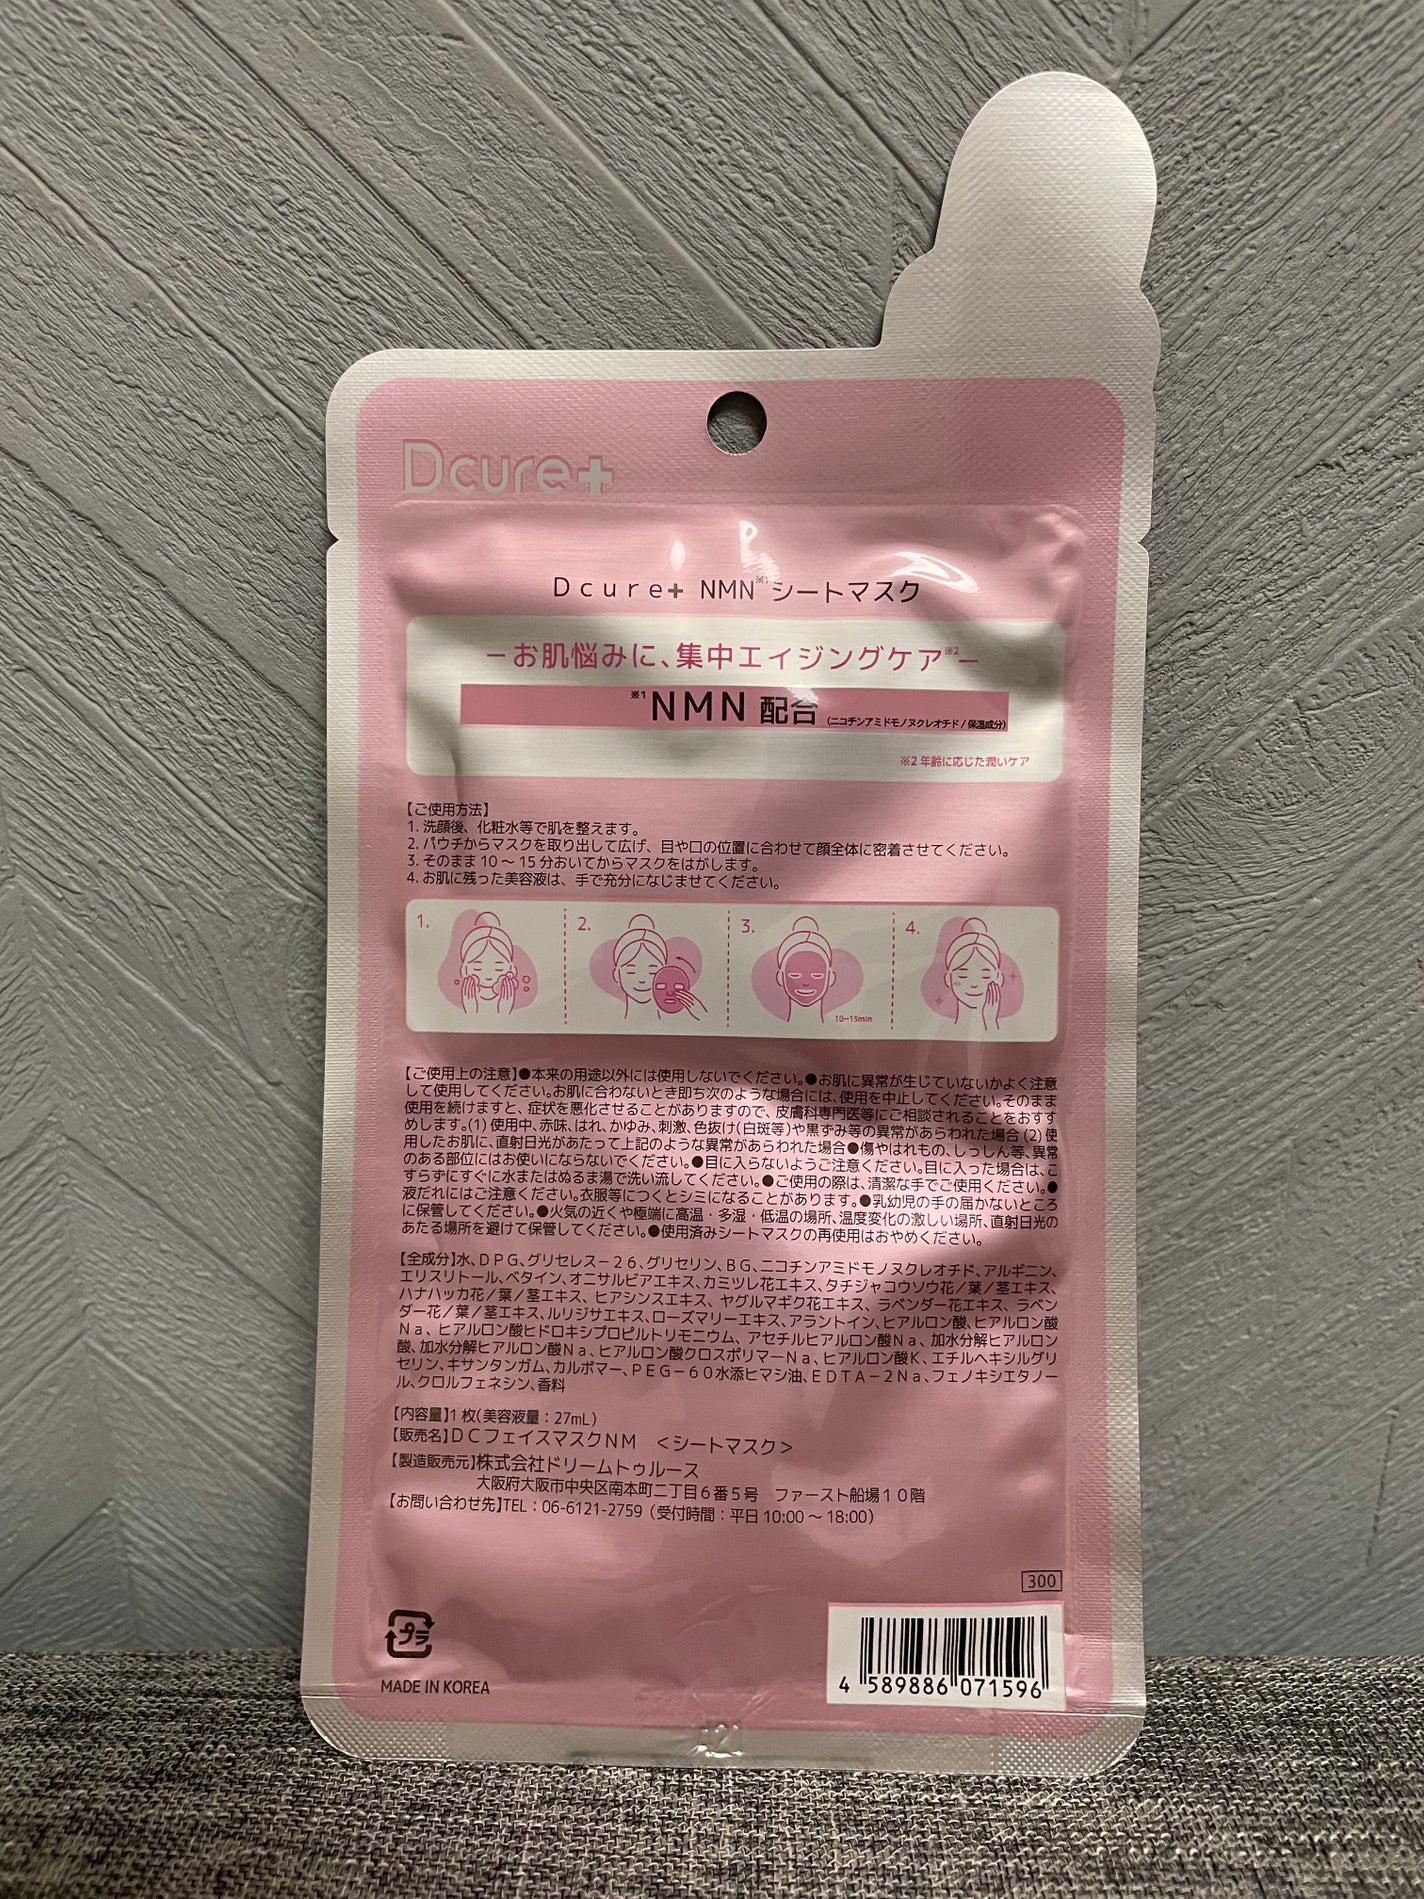 Dcure+
Dcure+ NMN※1シートマスク
－お肌悩みに、集中エイジングケア※2－
※1NMN 配合 (ニコチンアミドモノヌクレオチド / 保湿成分)
※2 年齢に応じた潤いケア
【ご使用方法】
1. 洗顔後、化粧水等で肌を整えます。
2. パウチからマスクを取り出して広げ、目や口の位置に合わせて顔全体に密着させてください。
3. そのまま 10 ～ 15 分おいてからマスクをはがします。
4. お肌に残った美容液は、手で充分になじませてください。
1. 2. 3. 4.
10−15min
【ご使用上の注意】●本来の用途以外には使用しないでください。●お肌に異常が生じていないかよく注意
して使用してください。お肌に合わないとき即ち次のような場合には、使用を中止してください。そのまま
使用を続けますと、症状を悪化させることがありますので、皮膚科専門医等にご相談されることをおすす
めします。(1) 使用中、赤味、はれ、かゆみ、刺激、色抜け(白斑等)や黒ずみ等の異常があらわれた場合 (2) 使
用したお肌に、直射日光があたって上記のような異常があらわれた場合●傷やはれもの、しっしん等、異常
のある部位にはお使いにならないでください。●目に入らないようご注意ください。目に入った場合は、こ
すらずにすぐに水またはぬるま湯で洗い流してください。●ご使用の際は、清潔な手でご使用ください。●
液だれにはご注意ください。衣服等につくとシミになることがあります。●乳幼児の手の届かないところ
に保管してください。●火気の近くや極端に高温・多湿・低温の場所、温度変化の激しい場所、直射日光の
あたる場所を避けて保管してください。●使用済みシートマスクの再使用はおやめください。
【全成分】水、ＤＰＧ、グリセレス－２６、グリセリン、ＢＧ、ニコチンアミドモノヌクレオチド、アルギニン、
エリスリトール、ベタイン、オニサルビアエキス、カミツレ花エキス、タチジャコウソウ花／葉／茎エキス、
ハナハッカ花／葉／茎エキス、ヒアシンスエキス、ヤグルマギク花エキス、ラベンダー花エキス、ラベン
ダー花／葉／茎エキス、ルリジサエキス、ローズマリーエキス、アラントイン、ヒアルロン酸、ヒアルロン酸
Ｎａ、ヒアルロン酸ヒドロキシプロピルトリモニウム、アセチルヒアルロン酸Ｎａ、加水分解ヒアルロン
酸、加水分解ヒアルロン酸Ｎａ、ヒアルロン酸クロスポリマーＮａ、ヒアルロン酸Ｋ、エチルヘキシルグリ
セリン、キサンタンガム、カルボマー、ＰＥＧ－６０水添ヒマシ油、ＥＤＴＡ－２Ｎａ、フェノキシエタノー
ル、クロルフェネシン、香料
【内容量】1 枚(美容液量：27mL)
【販売名】ＤＣフェイスマスクＮＭ ＜シートマスク＞
【製造販売元】株式会社ドリームトゥルース
大阪府大阪市中央区南本町二丁目６番５号 ファースト船場１０階
【お問い合わせ先】TEL：06-6121-2759（受付時間：平日 10:00 ～ 18:00）
300
プラ
MADE IN KOREA
4 589886 071596